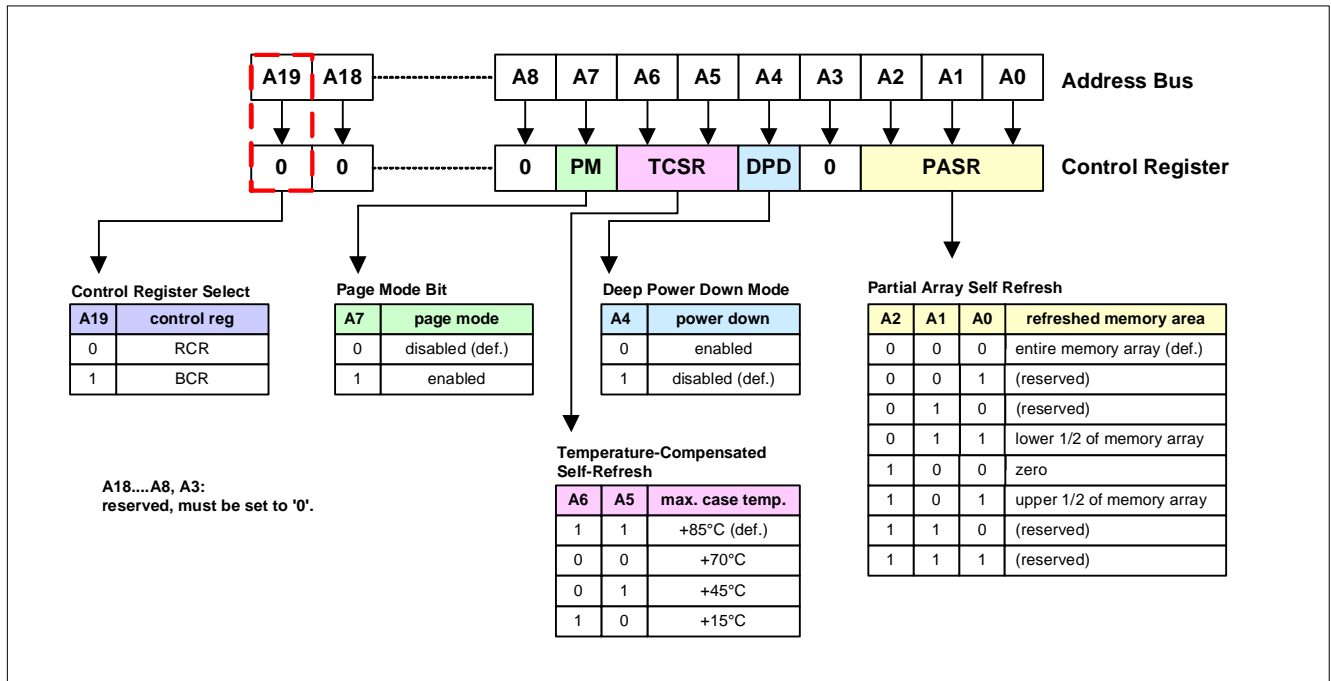 A19 A18 A8 A7 A6 A5 A4 A3 A2 A1 A0 Address Bus
0 0 0 PM TCSR DPD 0 PASR Control Register
Control Register Select
A19 control reg
0 RCR
1 BCR
Page Mode Bit
A7 page mode
0 disabled (def.)
1 enabled
Deep Power Down Mode
A4 power down
0 enabled
1 disabled (def.)
Partial Array Self Refresh
A2 A1 A0 refreshed memory area
0 0 0 entire memory array (def.)
0 0 1 (reserved)
0 1 0 (reserved)
0 1 1 lower 1/2 of memory array
1 0 0 zero
1 0 1 upper 1/2 of memory array
1 1 0 (reserved)
1 1 1 (reserved)
Temperature-Compensated
Self-Refresh
A6 A5 max. case temp.
1 1 +85°C (def.)
0 0 +70°C
0 1 +45°C
1 0 +15°C
A18....A8, A3:
reserved, must be set to '0'.